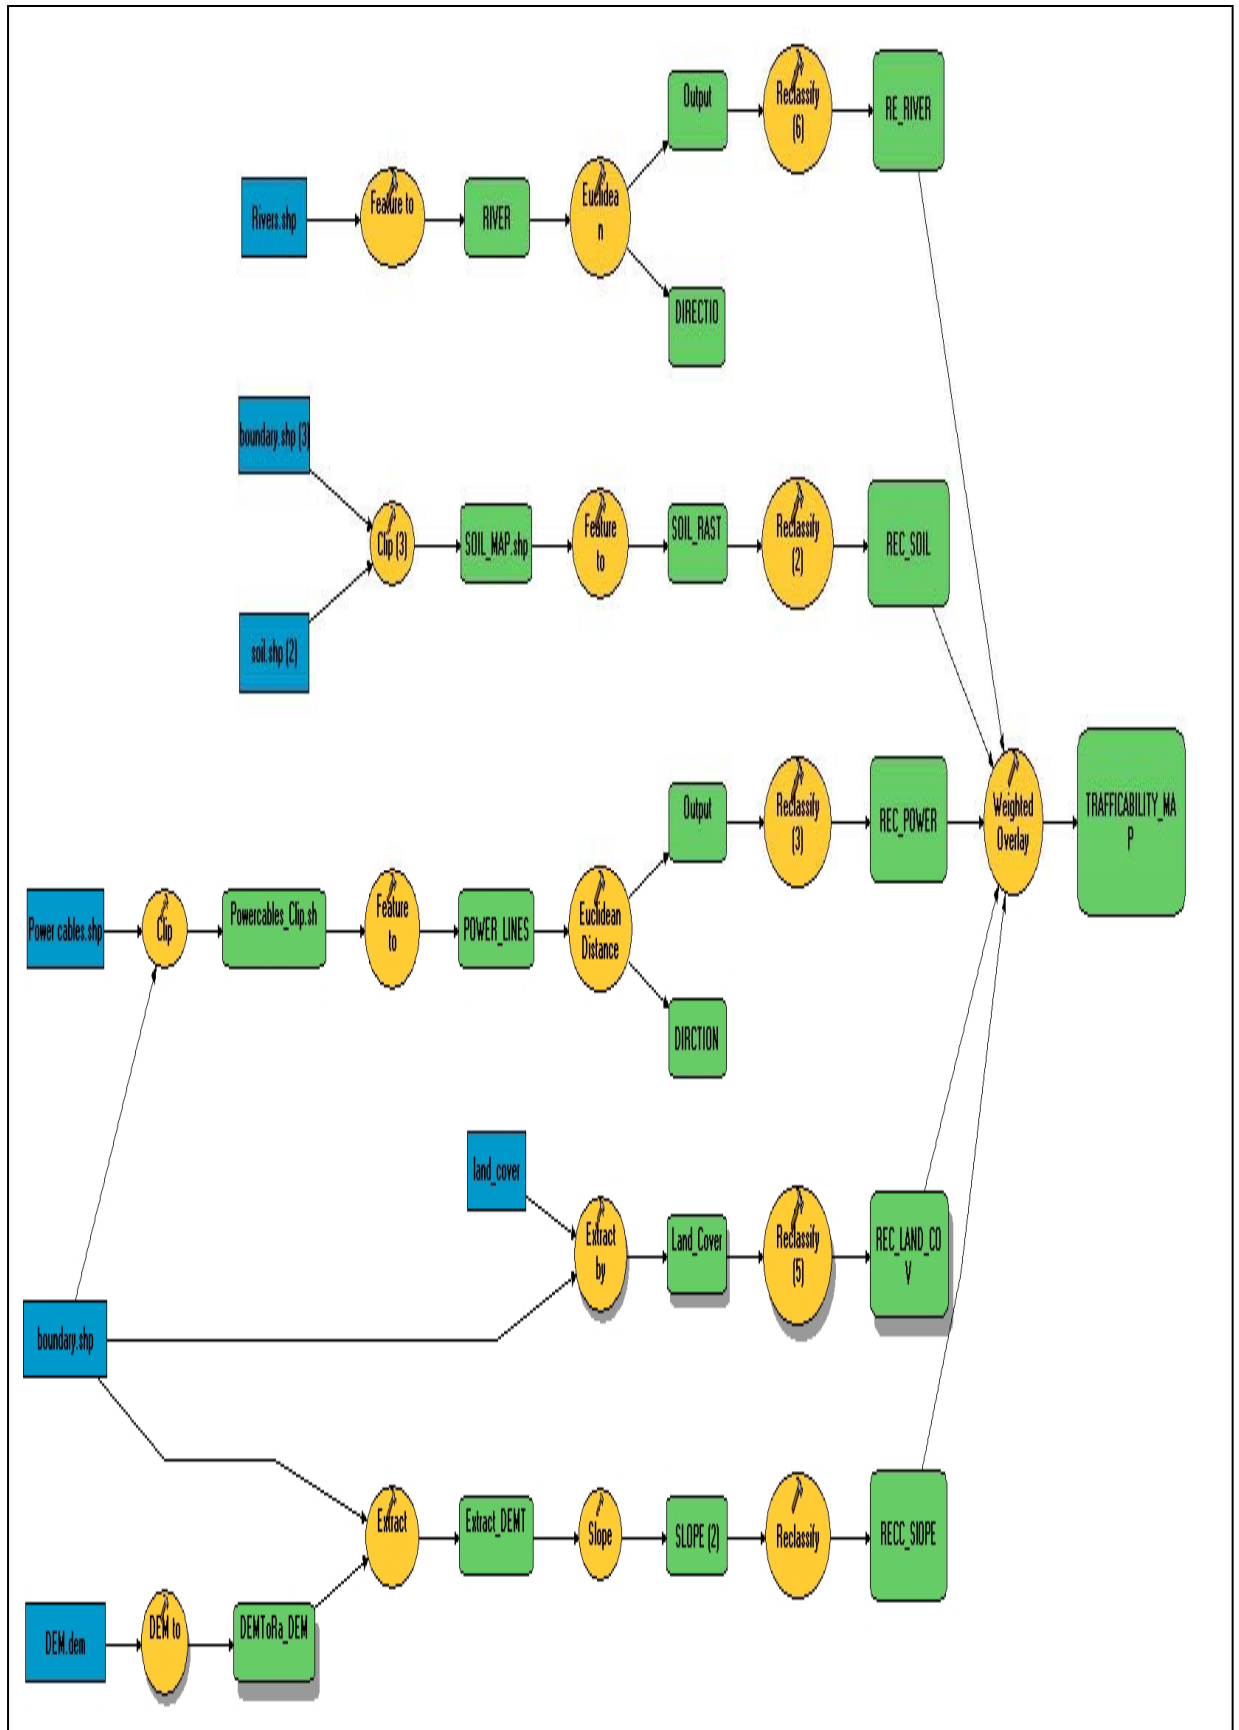 Output
Reclassify
(6)
RE_RIVER
Rivers.shp
Feature to
RIVER
Euclidea
n
DIRECTIO
boundary.shp (3)
Clip (3)
SOIL_MAP.shp
Feature
to
SOIL_RAST
Reclassify
(2)
REC_SOIL
soil.shp (2)
Output
Reclassify
(3)
REC_POWER
Weighted
Overlay
TRAFFICABILITY_MA
P
Power cables.shp
Clip
Powercables_Clip.sh
Feature
to
POWER_LINES
Euclidean
Distance
DIRCTION
land_cover
Extract
by
Land_Cover
Reclassify
(5)
REC_LAND_CO
V
boundary.shp
Extract
Extract_DEMT
Slope
SLOPE (2)
Reclassify
RECC_SlOPE
DEM.dem
DEM to
DEMToRa_DEM